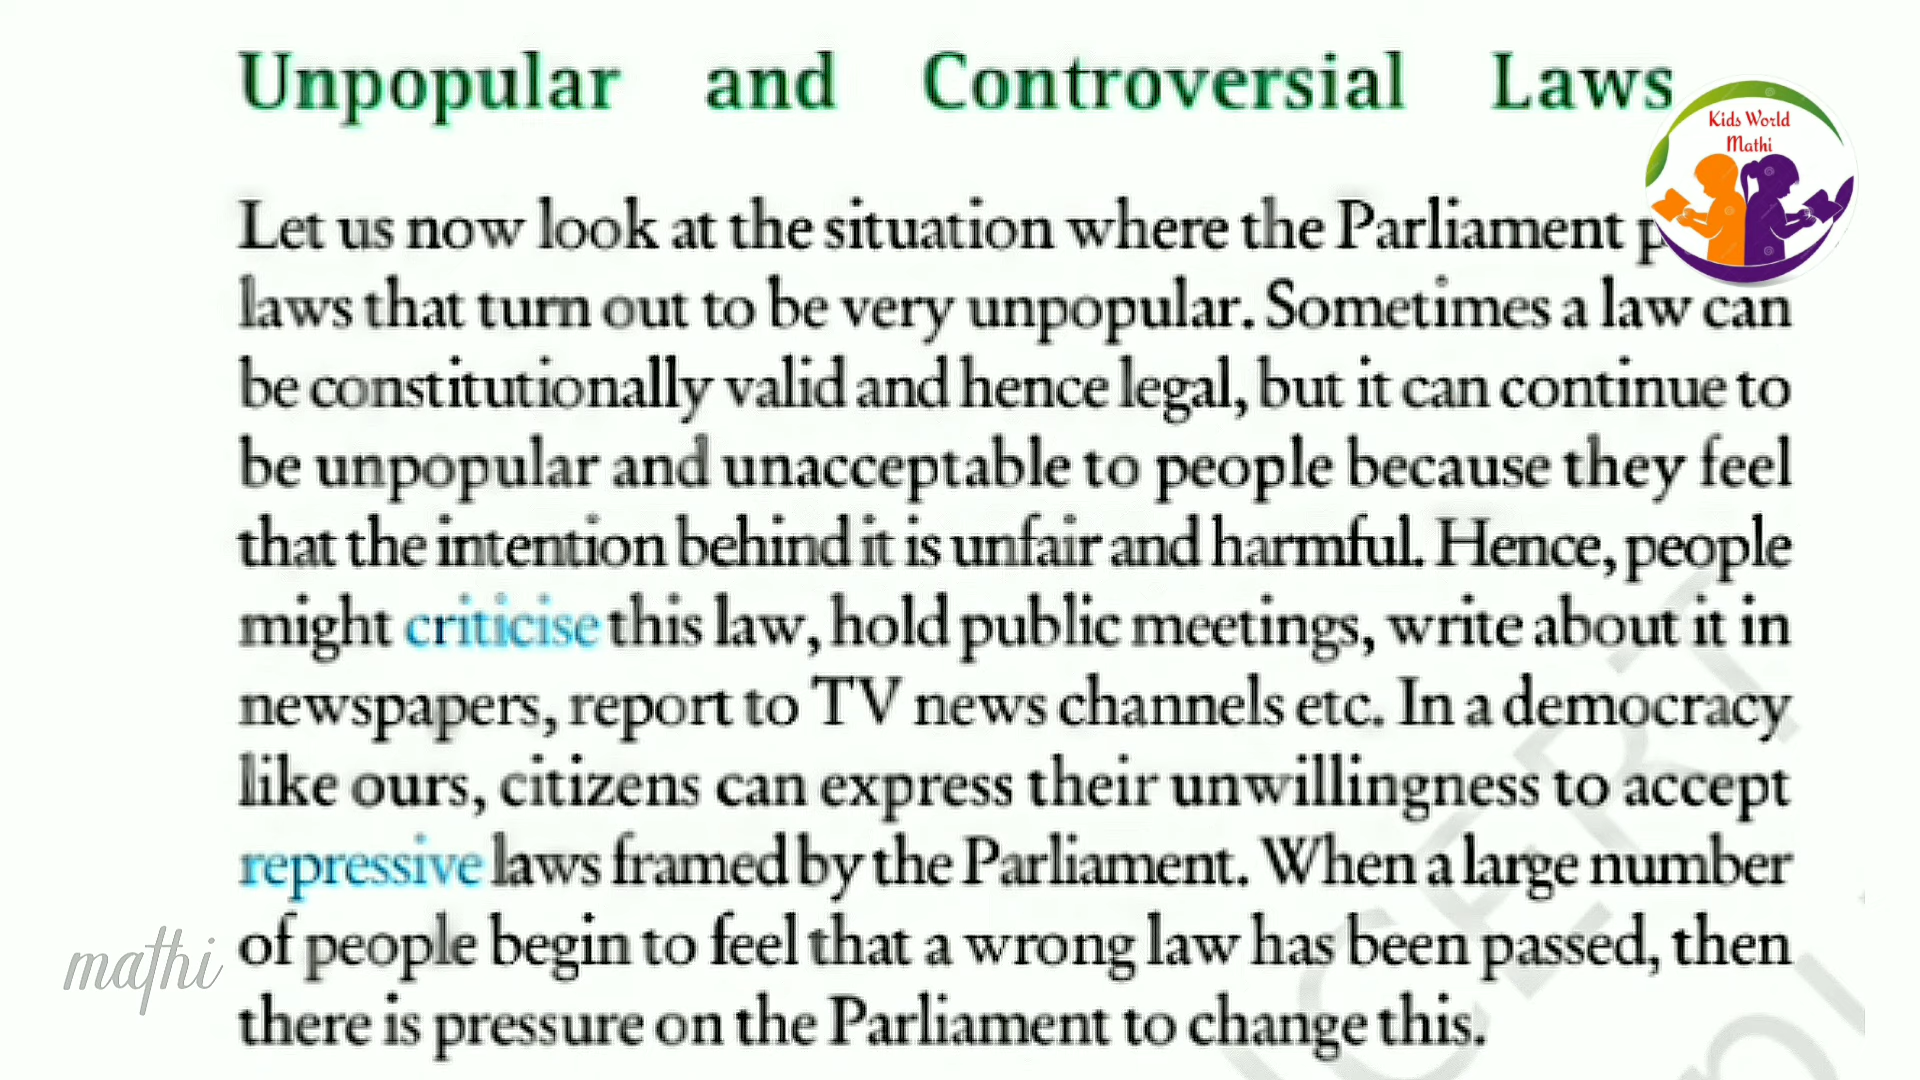 Unpopular and Controversial Laws
Kids World
Mathi
Let us now look at the situation where the Parliament
laws that turn out to be very unpopular. Sometimes a law can
be constitutionally valid and hence legal, but it can continue to
be unpopular and unacceptable to people because they feel
that the intention behind it is unfair and harmful. Hence, people
might criticise this law, hold public meetings, write about it in
newspapers, report to TV news channels etc. In a democracy
like ours, citizens can express their unwillingness to accept
repressive laws framed by the Parliament. When a large number
of people begin to feel that a wrong law has been passed, then
there is pressure on the Parliament to change this.
mathi